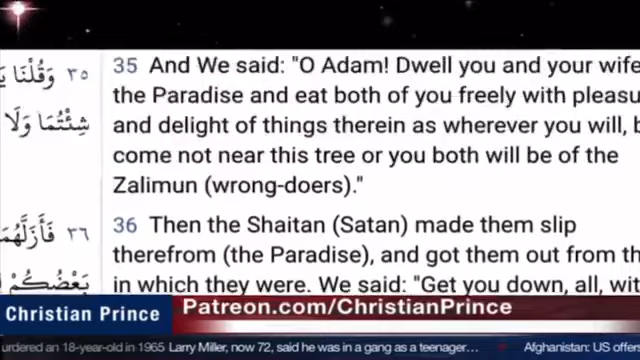 ٣٥ وَقُلْنَا
35 And We said: "O Adam! Dwell you and your wife
the Paradise and eat both of you freely with pleasu
شِئْتُمَا وَلَا
and delight of things therein as wherever you will, b
come not near this tree or you both will be of the
Zalimun (wrong-doers)."
٣٦ فَأَزَلَّهُمَا
36 Then the Shaitan (Satan) made them slip
therefrom (the Paradise), and got them out from th
بَعْضُكُمْ
in which they were. We said: "Get you down, all, wit
Christian Prince
Patreon.com/ChristianPrince
urdered an 18-year-old in 1965 Larry Miller, now 72, said he was in a gang as a teenager… Afghanistan: US offer